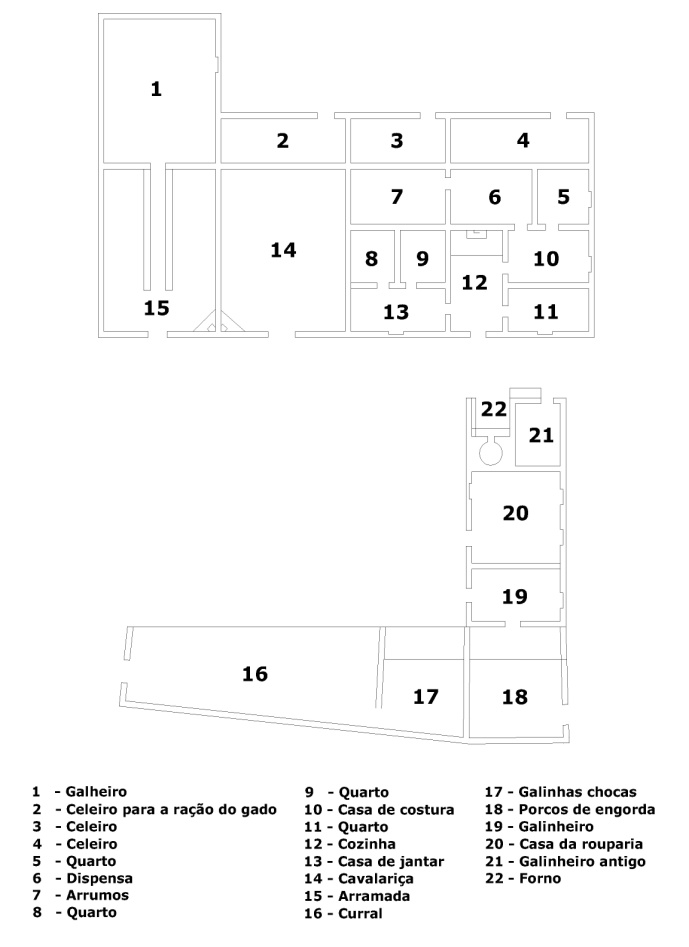 1
2
3
4
7
6
5
14
8
9
10
12
15
13
11
22
21
20
19
16
17
18
1 - Galheiro
2 - Celeiro para a ração do gado
3 - Celeiro
4 - Celeiro
5 - Quarto
6 - Dispensa
7 - Arrumos
8 - Quarto
9 - Quarto
10 - Casa de costura
11 - Quarto
12 - Cozinha
13 - Casa de jantar
14 - Cavalariça
15 - Arramada
16 - Curral
17 - Galinhas chocas
18 - Porcos de engorda
19 - Galinheiro
20 - Casa da rouparia
21 - Galinheiro antigo
22 - Forno